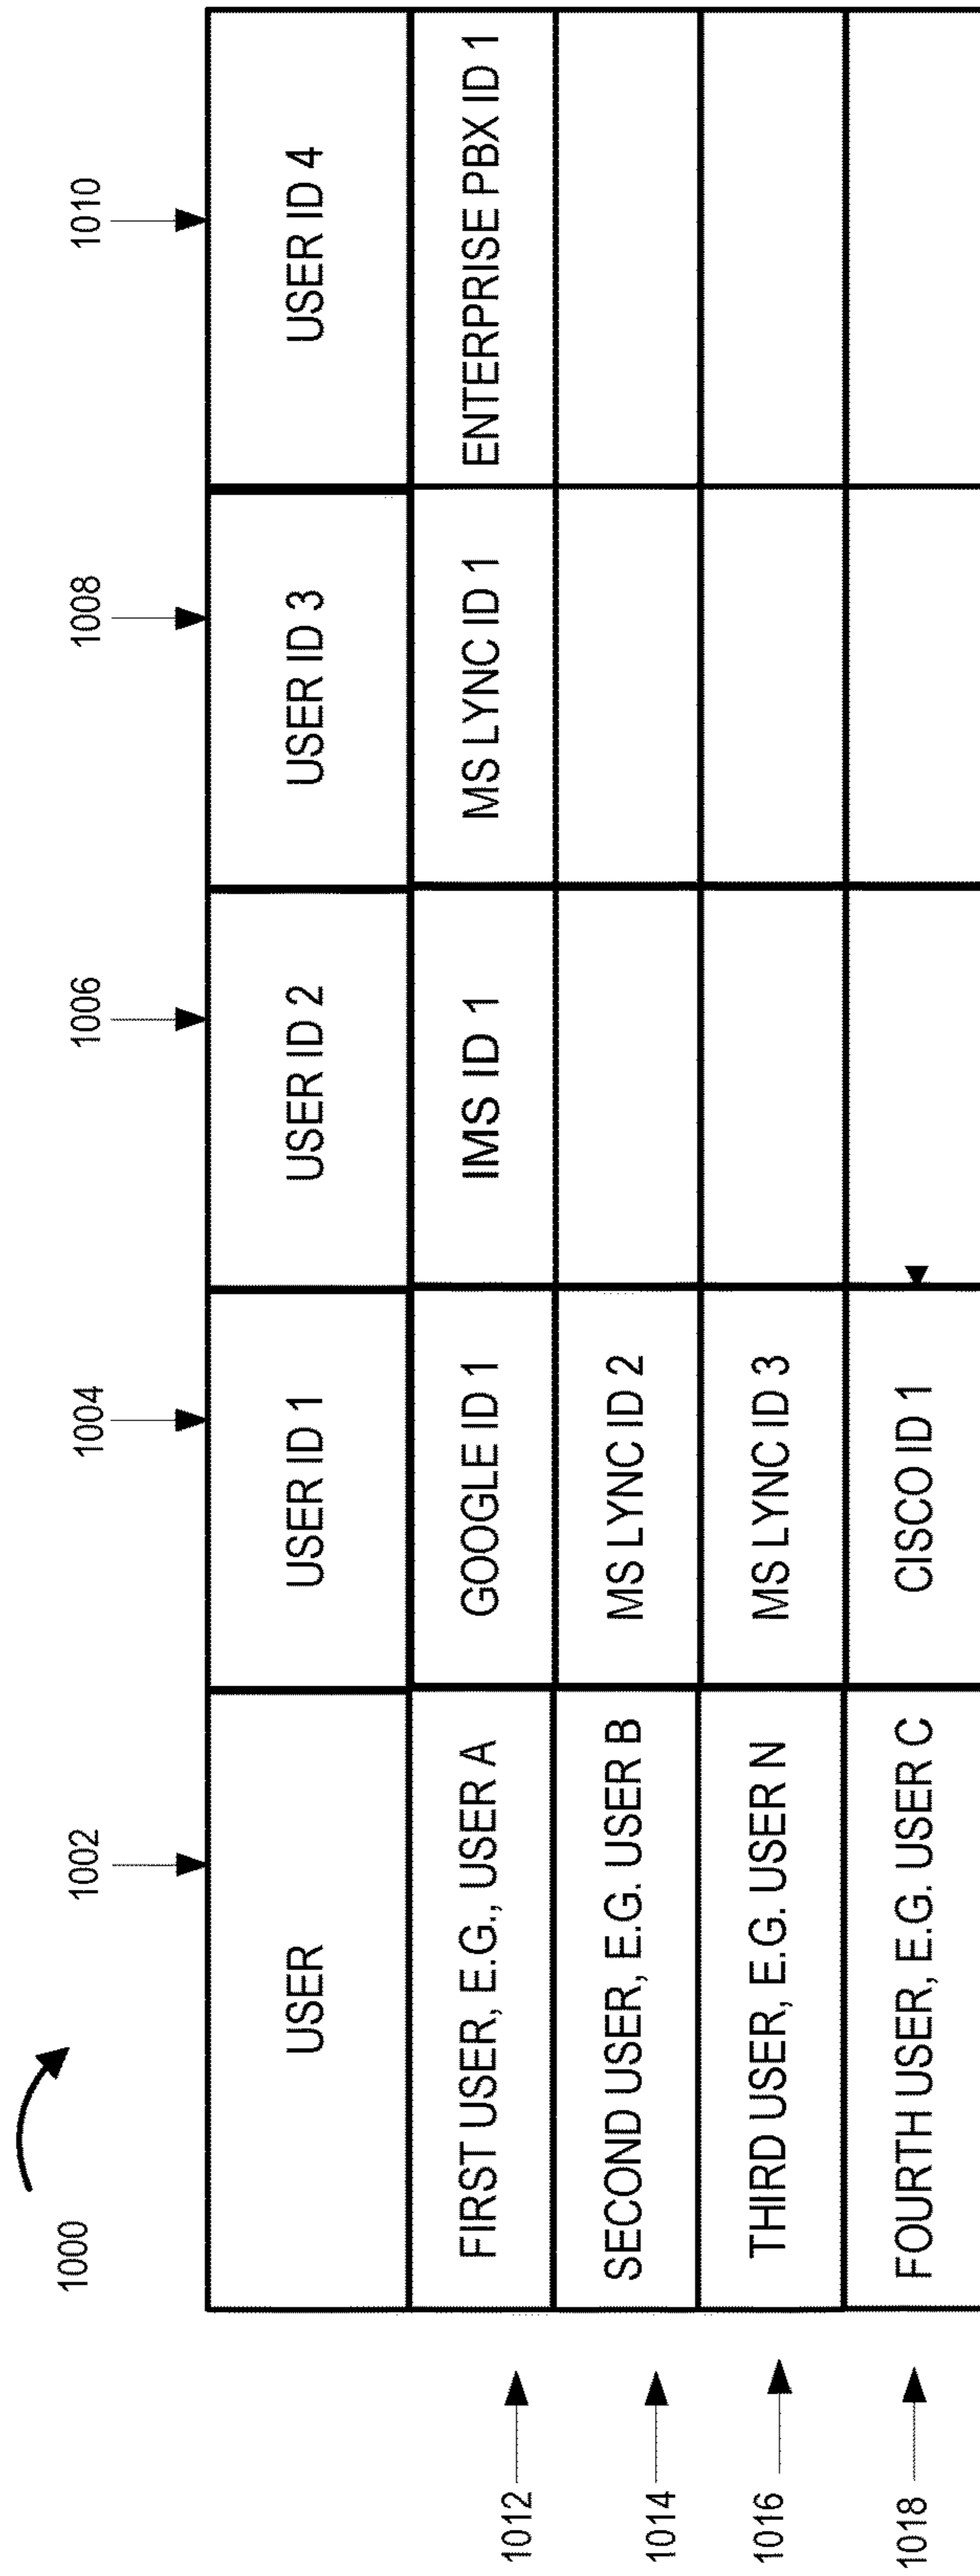 1000
1002
1004
1006
1008
1010
USER
USER ID 1
USER ID 2
USER ID 3
USER ID 4
1012
FIRST USER, E.G., USER A
GOOGLE ID 1
IMS ID 1
MS LYNC ID 1
ENTERPRISE PBX ID 1
1014
SECOND USER, E.G. USER B
MS LYNC ID 2
1016
THIRD USER, E.G. USER N
MS LYNC ID 3
1018
FOURTH USER, E.G. USER C
CISCO ID 1